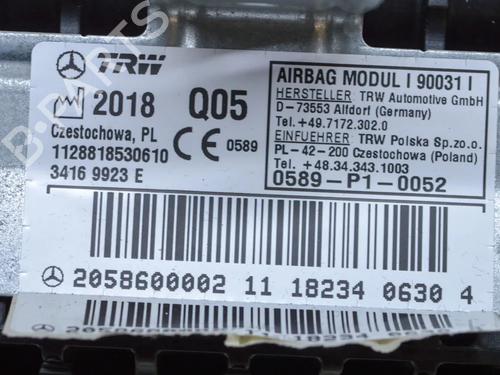 TRW
2018 Q05
Czestochowa, PL
1128818530610
CE 0589
3416 9923 E
AIRBAG MODUL I 90031 I
HERSTELLER TRW Automotive GmbH
D-73553 Alfdorf (Germany)
Tel.+49.7172.302.0
EINFUEHRER TRW Polska Sp.zo.o.
PL-42-200 Czestochowa (Poland)
Tel.+48.34.343.1003
0589-P1-0052
2058600002 11 18234 0630 4
B-PARTS